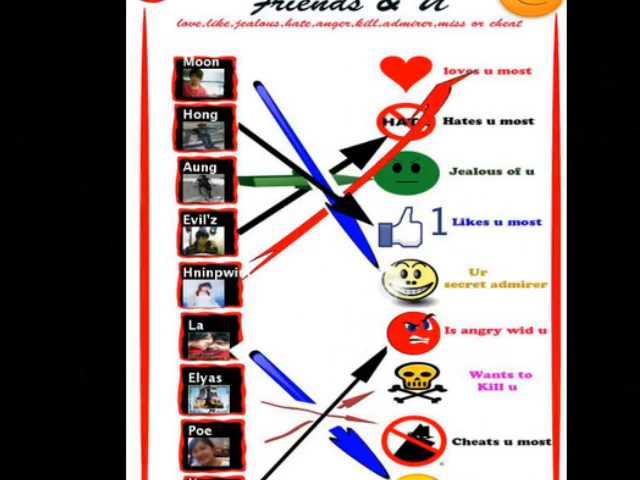 Friends & U
love,like,jealous,hate,anger,kill,admirer,miss or cheat
Moon
loves u most
Hong
HAT
Hates u most
Aung
Jealous of u
Evil'z
1
Likes u most
Hninpwin
Ur
secret admirer
La
Is angry wid u
Elyas
Wants to
Kill u
Poe
Cheats u most